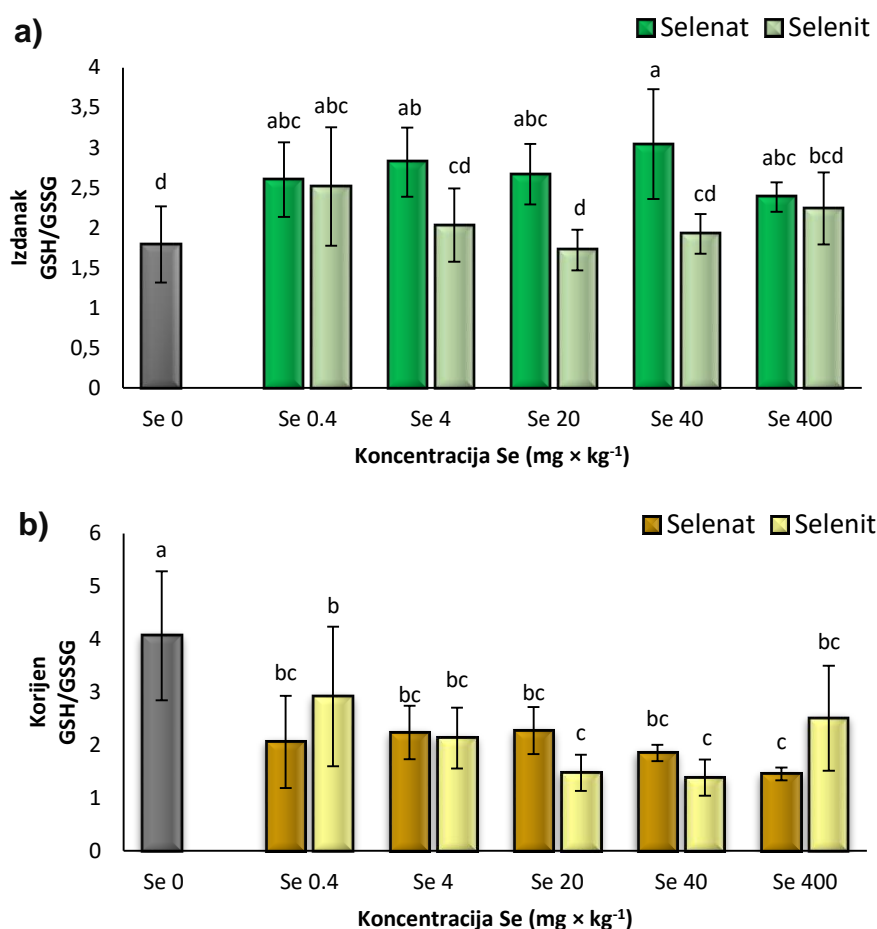 a)
Selenat Selenit
Izdanak
GSH/GSSG
4
3,5
3
2,5
2
1,5
1
0,5
0
d
abc abc
ab cd
abc d
a cd
abc bcd
Se 0 Se 0.4 Se 4 Se 20 Se 40 Se 400
Koncentracija Se (mg × kg⁻¹)
b)
Selenat Selenit
Korijen
GSH/GSSG
6
5
4
3
2
1
0
a
bc b
bc bc
bc c
bc c
c bc
Se 0 Se 0.4 Se 4 Se 20 Se 40 Se 400
Koncentracija Se (mg × kg⁻¹)